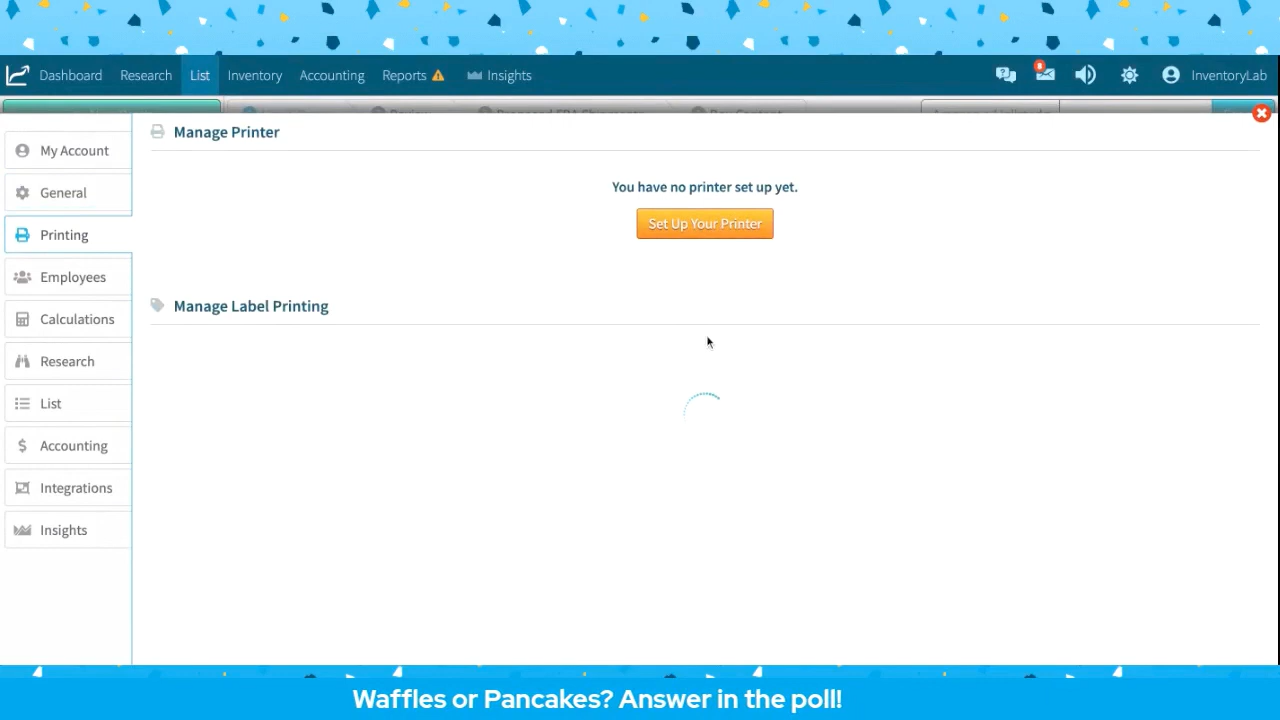 Dashboard Research List Inventory Accounting Reports Insights 8 InventoryLab
Manage Printer
My Account
You have no printer set up yet.
General
Set Up Your Printer
Printing
Employees
Manage Label Printing
Calculations
Research
List
Accounting
Integrations
Insights
Waffles or Pancakes? Answer in the poll!